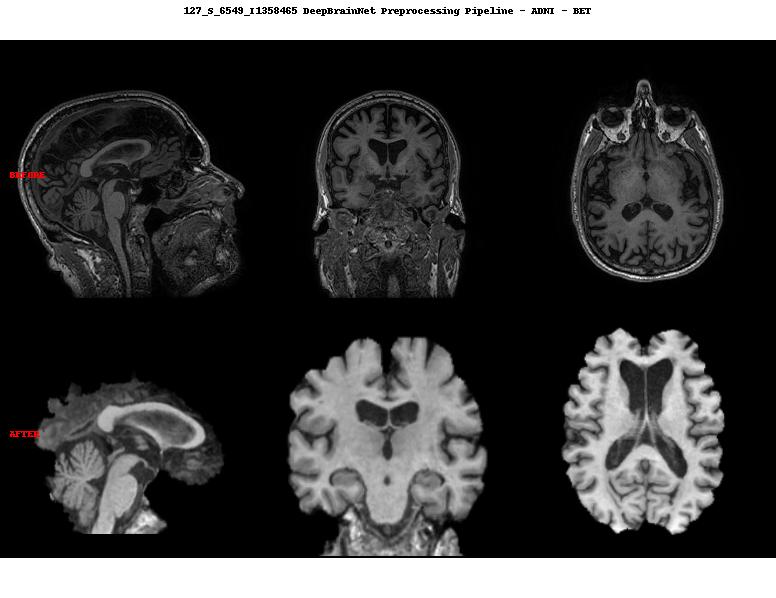 127_S_6549_I1358465 DeepBrainNet Preprocessing Pipeline - ADNI - BET
BEFORE
AFTER